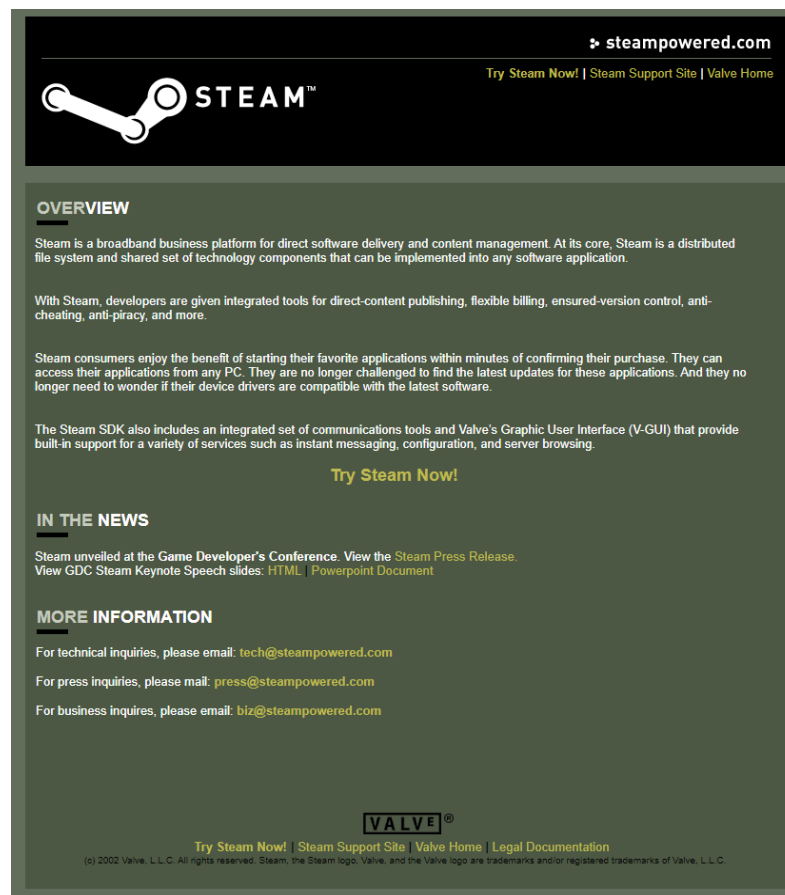 steampowered.com
Try Steam Now! | Steam Support Site | Valve Home
STEAM™
OVERVIEW
Steam is a broadband business platform for direct software delivery and content management. At its core, Steam is a distributed
file system and shared set of technology components that can be implemented into any software application.
With Steam, developers are given integrated tools for direct-content publishing, flexible billing, ensured-version control, anti-
cheating, anti-piracy, and more.
Steam consumers enjoy the benefit of starting their favorite applications within minutes of confirming their purchase. They can
access their applications from any PC. They are no longer challenged to find the latest updates for these applications. And they no
longer need to wonder if their device drivers are compatible with the latest software.
The Steam SDK also includes an integrated set of communications tools and Valve's Graphic User Interface (V-GUI) that provide
built-in support for a variety of services such as instant messaging, configuration, and server browsing.
Try Steam Now!
IN THE NEWS
Steam unveiled at the Game Developer's Conference. View the Steam Press Release.
View GDC Steam Keynote Speech slides: HTML | Powerpoint Document
MORE INFORMATION
For technical inquiries, please email: tech@steampowered.com
For press inquiries, please mail: press@steampowered.com
For business inquires, please email: biz@steampowered.com
VALVE®
Try Steam Now! | Steam Support Site | Valve Home | Legal Documentation
(c) 2002 Valve, L.L.C. All rights reserved. Steam, the Steam logo, Valve, and the Valve logo are trademarks and/or registered trademarks of Valve, L.L.C.